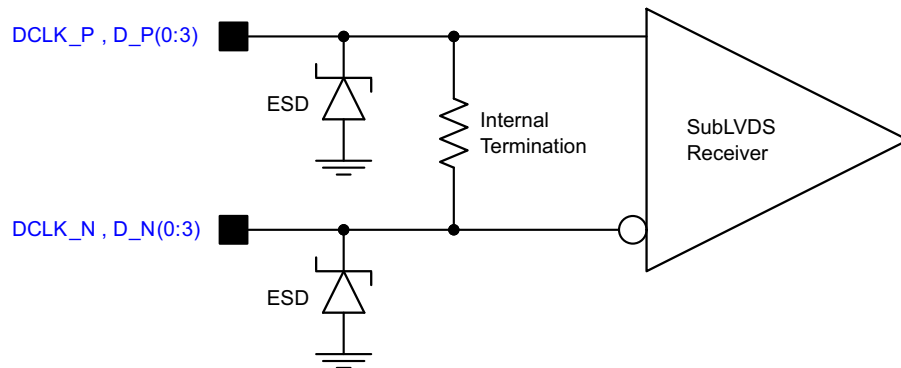 DCLK_P , D_P(0:3)
ESD
Internal
Termination
SubLVDS
Receiver
DCLK_N , D_N(0:3)
ESD